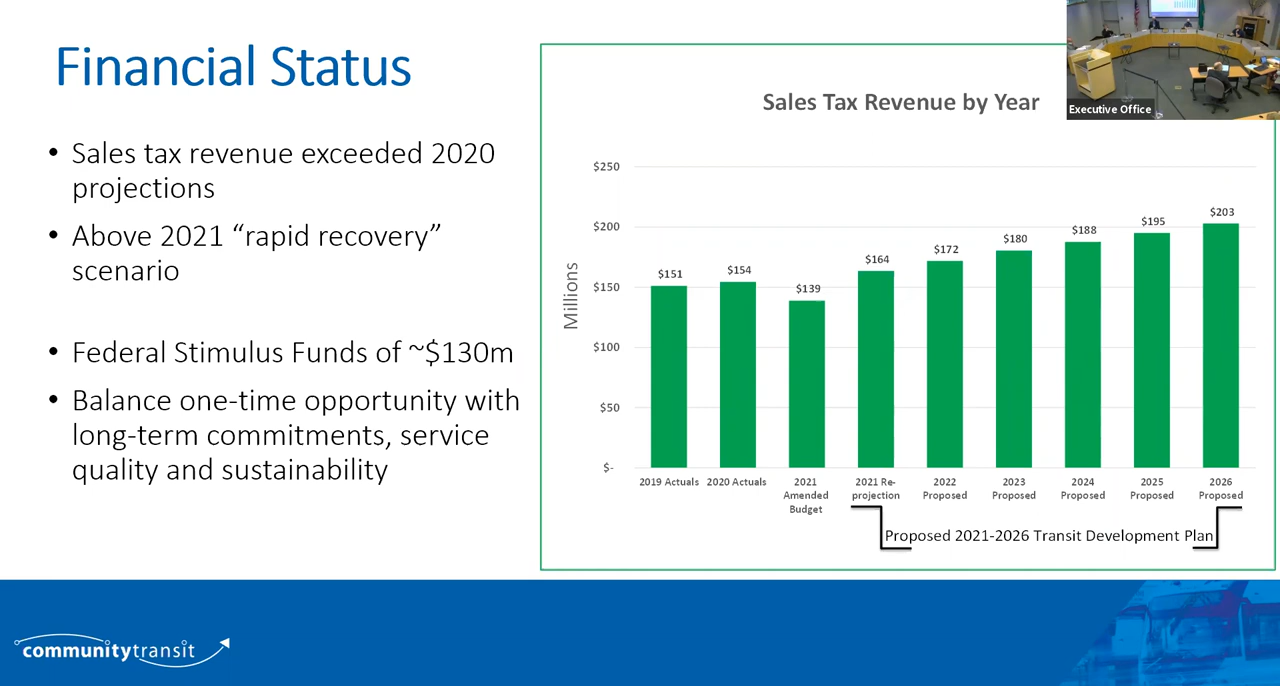 Financial Status
• Sales tax revenue exceeded 2020
projections
• Above 2021 “rapid recovery”
scenario
• Federal Stimulus Funds of ~$130m
• Balance one-time opportunity with
long-term commitments, service
quality and sustainability
Executive Office
Sales Tax Revenue by Year
Millions
$250
$200
$150
$100
$50
$-
$151
$154
$139
$164
$172
$180
$188
$195
$203
2019 Actuals
2020 Actuals
2021
Amended
Budget
2021 Re-
projection
2022
Proposed
2023
Proposed
2024
Proposed
2025
Proposed
2026
Proposed
Proposed 2021-2026 Transit Development Plan
communitytransit